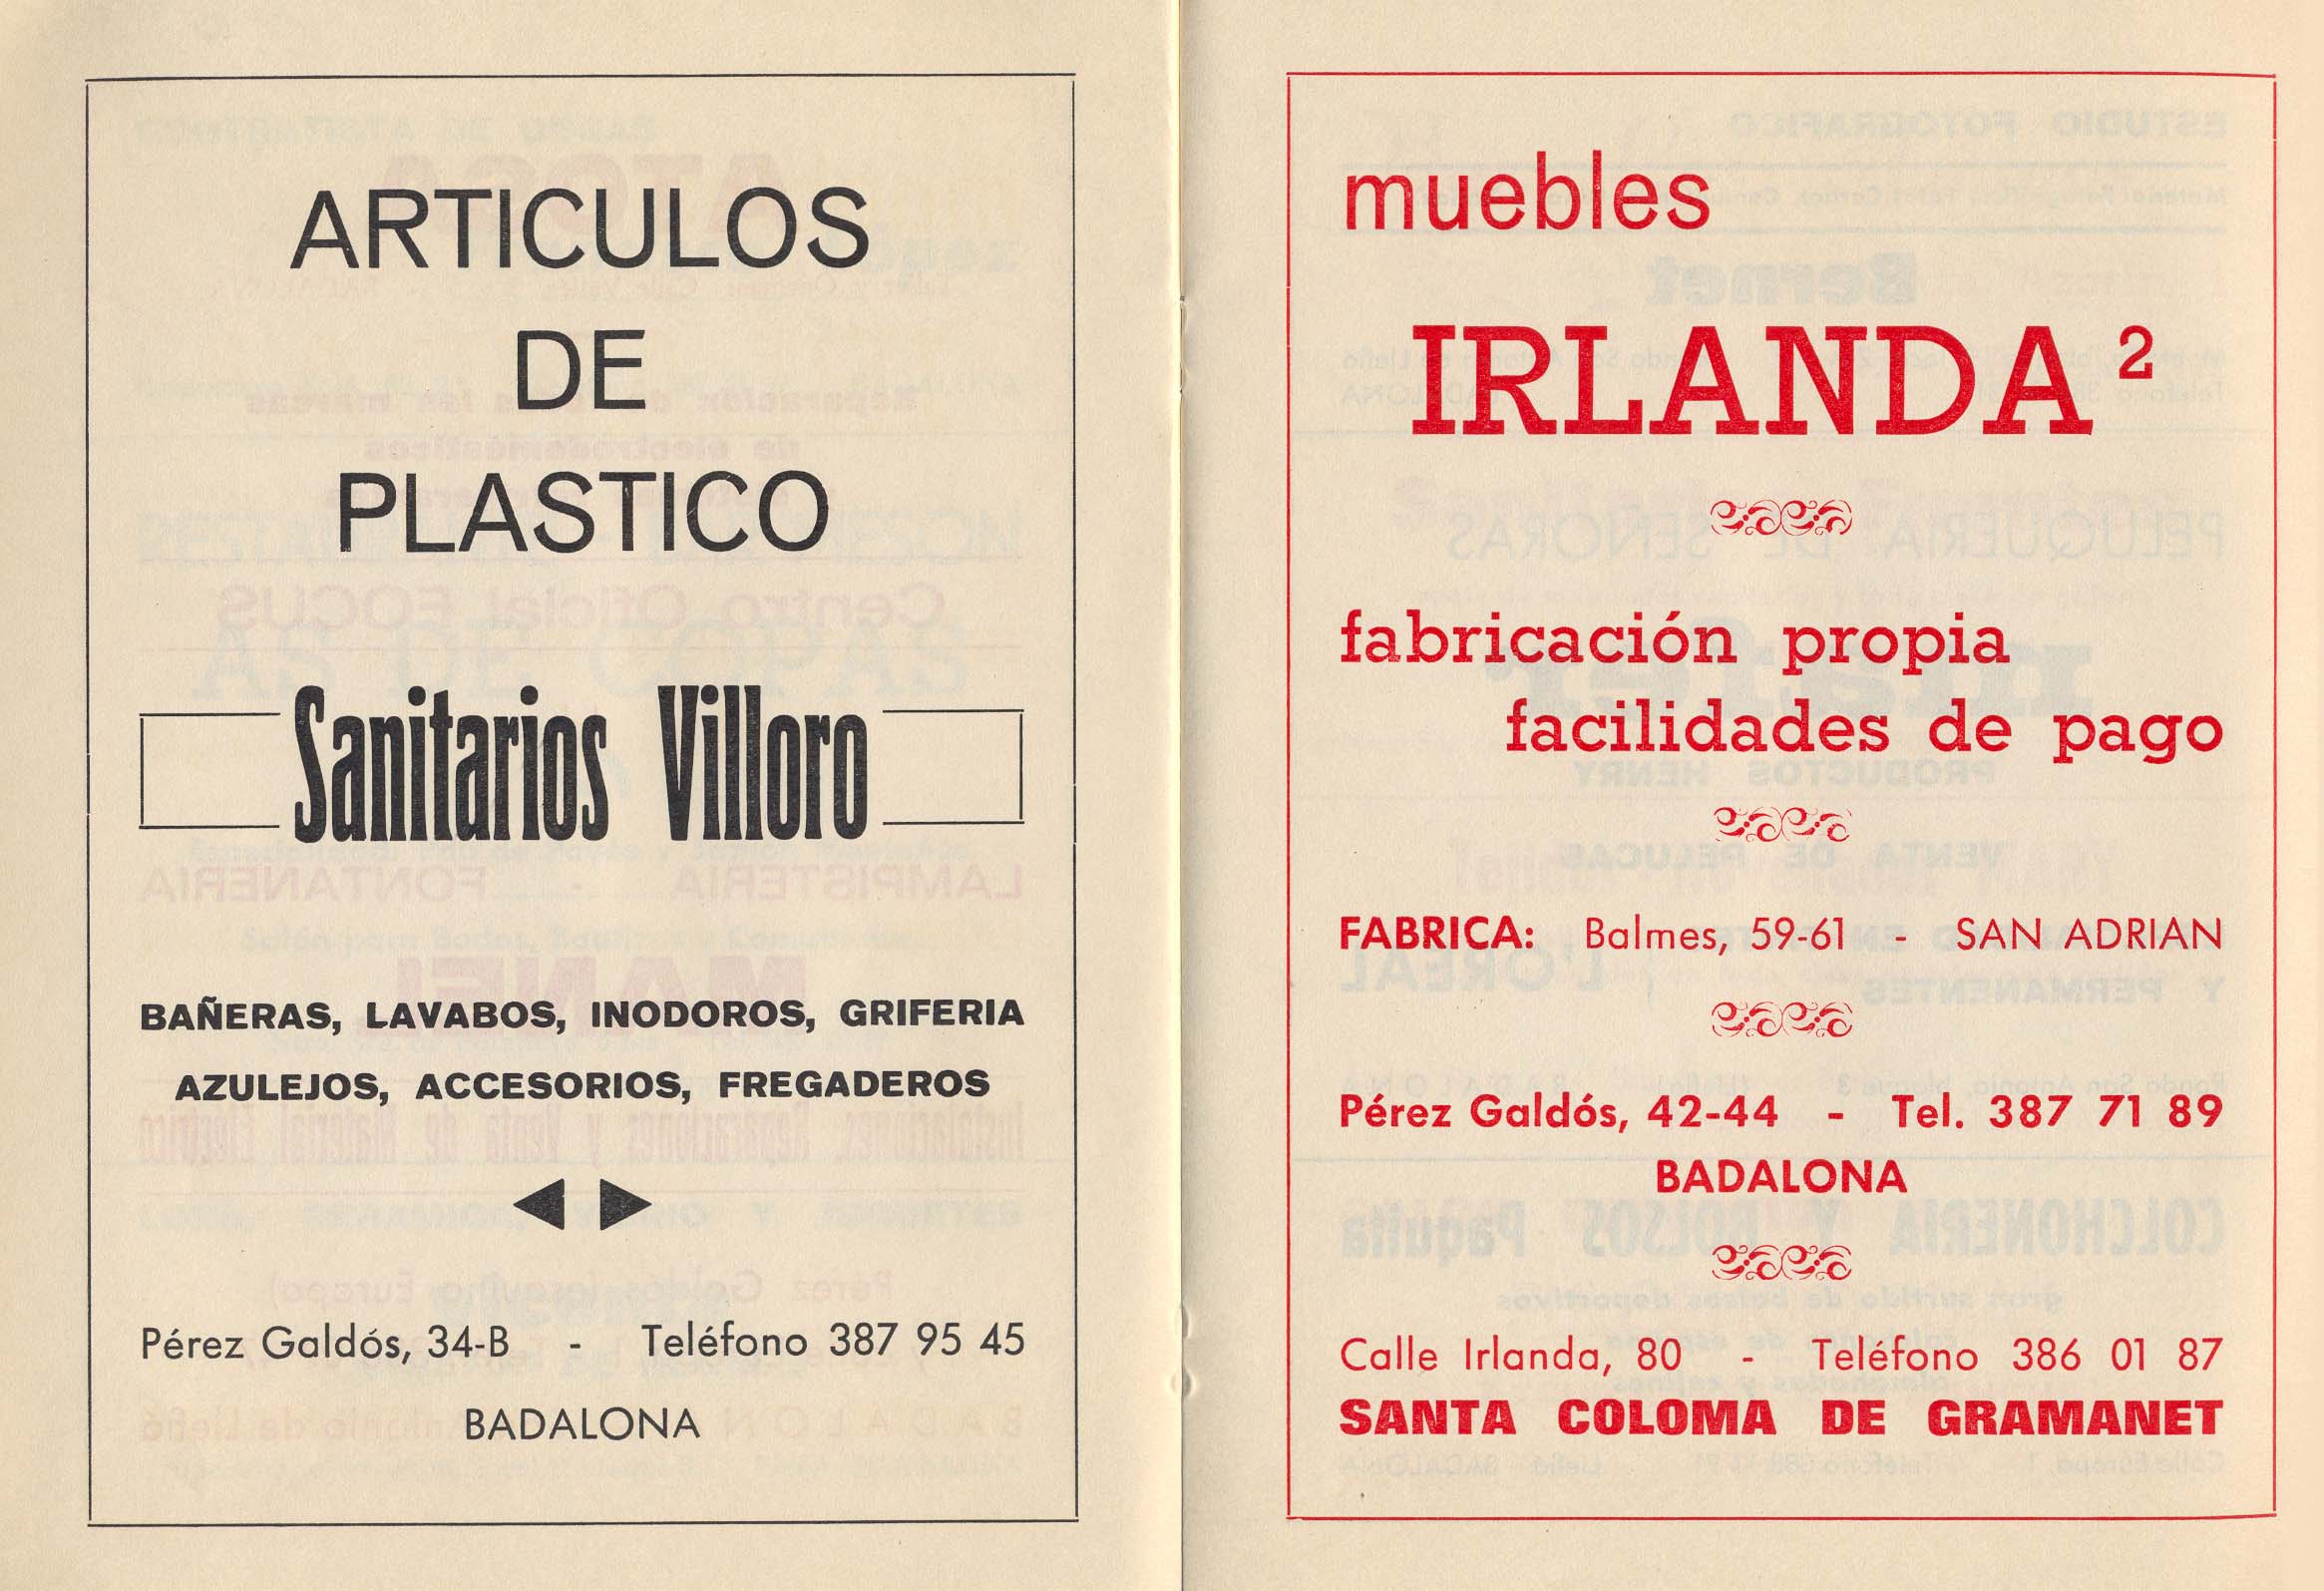 ARTICULOS
DE
PLASTICO
Sanitarios Villoro
BAÑERAS, LAVABOS, INODOROS, GRIFERIA
AZULEJOS, ACCESORIOS, FREGADEROS
Pérez Galdós, 34-B - Teléfono 387 95 45
BADALONA
muebles
IRLANDA 2
fabricación propia
facilidades de pago
FABRICA: Balmes, 59-61 - SAN ADRIAN
Pérez Galdós, 42-44 - Tel. 387 71 89
BADALONA
Calle Irlanda, 80 - Teléfono 386 01 87
SANTA COLOMA DE GRAMANET